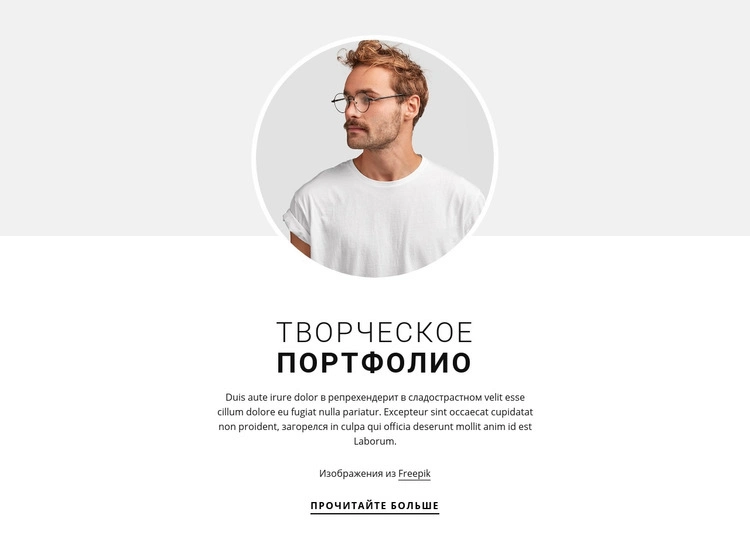 ТВОРЧЕСКОЕ
ПОРТФОЛИО
Duis aute irure dolor в репрехендерит в сладострастном velit esse
cillum dolore eu fugiat nulla pariatur. Excepteur sint occaecat cupidatat
non proident, загорелся in culpa qui officia deserunt mollit anim id est
Laborum.
Изображения из Freepik
ПРОЧИТАЙТЕ БОЛЬШЕ